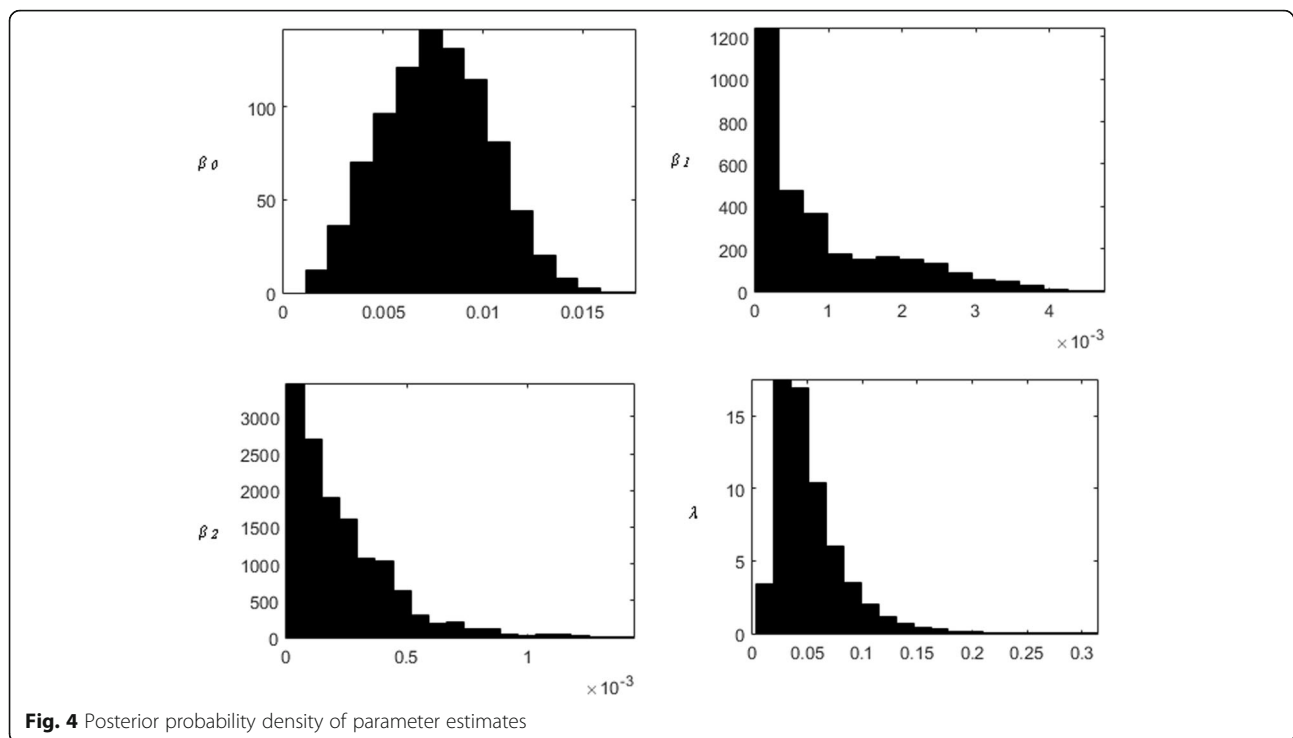 100
β 0
50
0
0 0.005 0.01 0.015
1200
1000
800
β 1
600
400
200
0
0 1 2 3 4
× 10⁻³
3000
2500
2000
1500
β 2
1000
500
0
0 0.5 1
× 10⁻³
15
10
λ
5
0
0 0.05 0.1 0.15 0.2 0.25 0.3
Fig. 4 Posterior probability density of parameter estimates